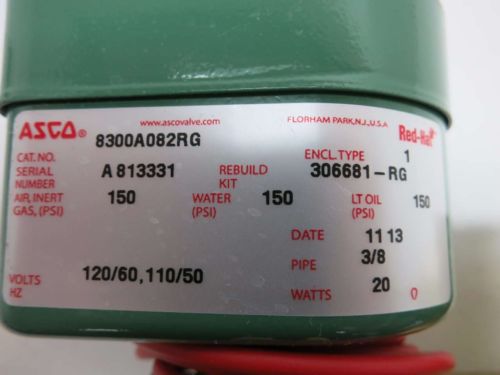 ASCO® www.ascovalve.com FLORHAM PARK, N.J., U.S.A Red-Hat
CAT. NO. 8300A082RG ENCL.TYPE 1
SERIAL NUMBER A813331 REBUILD KIT 306681-RG
AIR, INERT GAS, (PSI) 150 WATER (PSI) 150 LT OIL (PSI) 150
DATE 11 13
PIPE 3/8
VOLTS HZ 120/60,110/50 WATTS 20 0